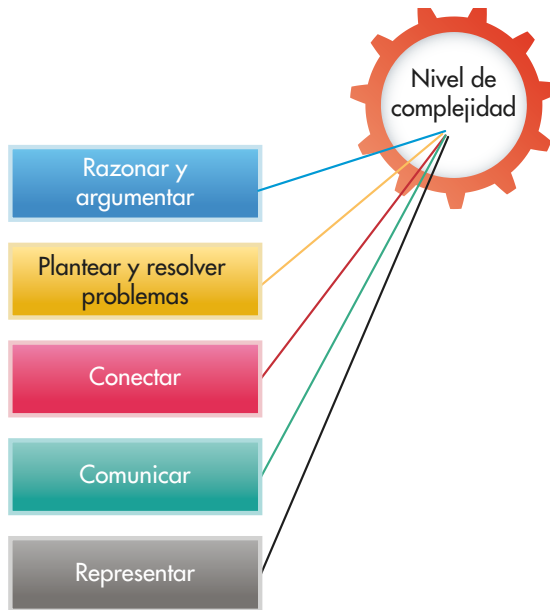 Nivel de
complejidad
Razonar y
argumentar
Plantear y resolver
problemas
Conectar
Comunicar
Representar